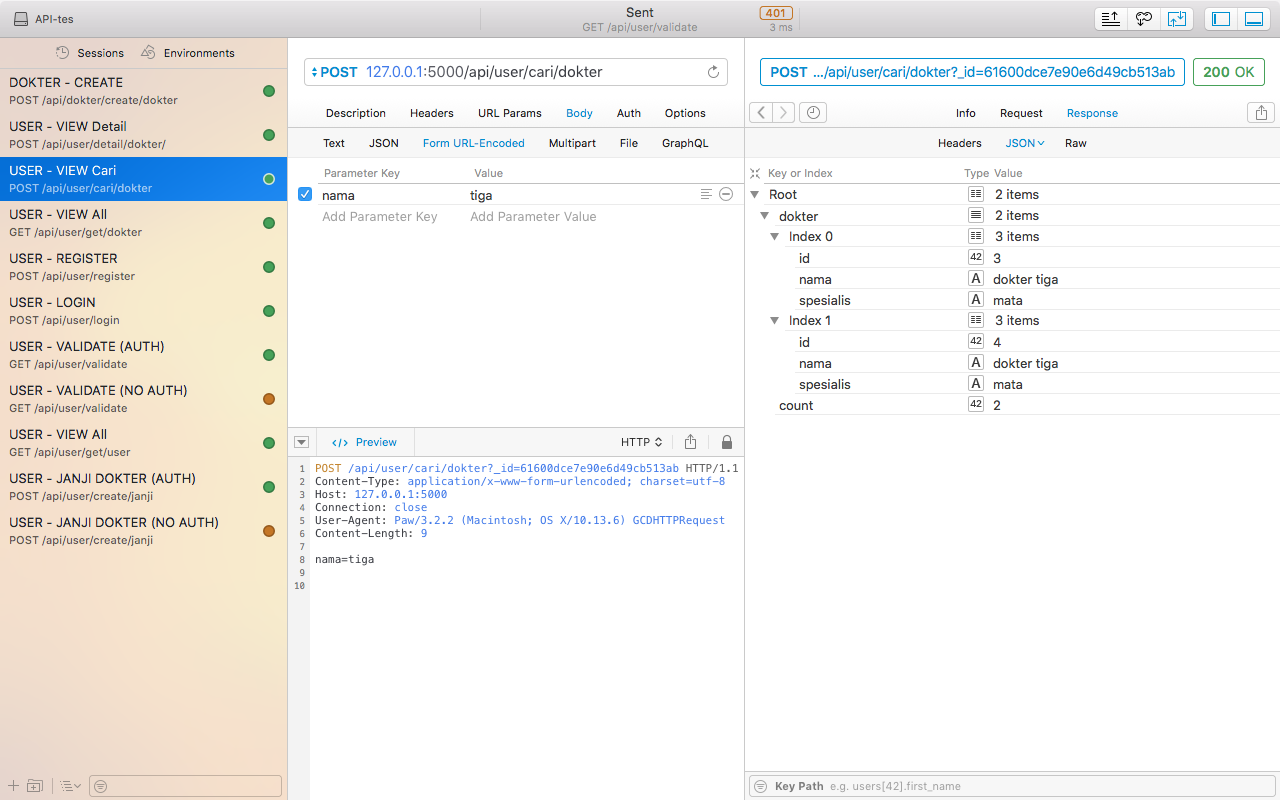 API-tes
Sent
GET /api/user/validate
401
3 ms
Sessions Environments
DOKTER - CREATE
POST /api/dokter/create/dokter
USER - VIEW Detail
POST /api/user/detail/dokter/
USER - VIEW Cari
POST /api/user/cari/dokter
USER - VIEW All
GET /api/user/get/dokter
USER - REGISTER
POST /api/user/register
USER - LOGIN
POST /api/user/login
USER - VALIDATE (AUTH)
GET /api/user/validate
USER - VALIDATE (NO AUTH)
GET /api/user/validate
USER - VIEW All
GET /api/user/get/user
USER - JANJI DOKTER (AUTH)
POST /api/user/create/janji
USER - JANJI DOKTER (NO AUTH)
POST /api/user/create/janji
POST 127.0.0.1:5000/api/user/cari/dokter
Description Headers URL Params Body Auth Options
Text JSON Form URL-Encoded Multipart File GraphQL
Parameter Key Value
nama tiga
Add Parameter Key Add Parameter Value
</> Preview HTTP
1 POST /api/user/cari/dokter?_id=61600dce7e90e6d49cb513ab HTTP/1.1
2 Content-Type: application/x-www-form-urlencoded; charset=utf-8
3 Host: 127.0.0.1:5000
4 Connection: close
5 User-Agent: Paw/3.2.2 (Macintosh; OS X/10.13.6) GCDHTTPRequest
6 Content-Length: 9
7
8 nama=tiga
9
10
POST .../api/user/cari/dokter?_id=61600dce7e90e6d49cb513ab 200 OK
Info Request Response
Headers JSON Raw
Key or Index Type Value
Root 2 items
dokter 2 items
Index 0 3 items
id 42 3
nama A dokter tiga
spesialis A mata
Index 1 3 items
id 42 4
nama A dokter tiga
spesialis A mata
count 42 2
Key Path e.g. users[42].first_name